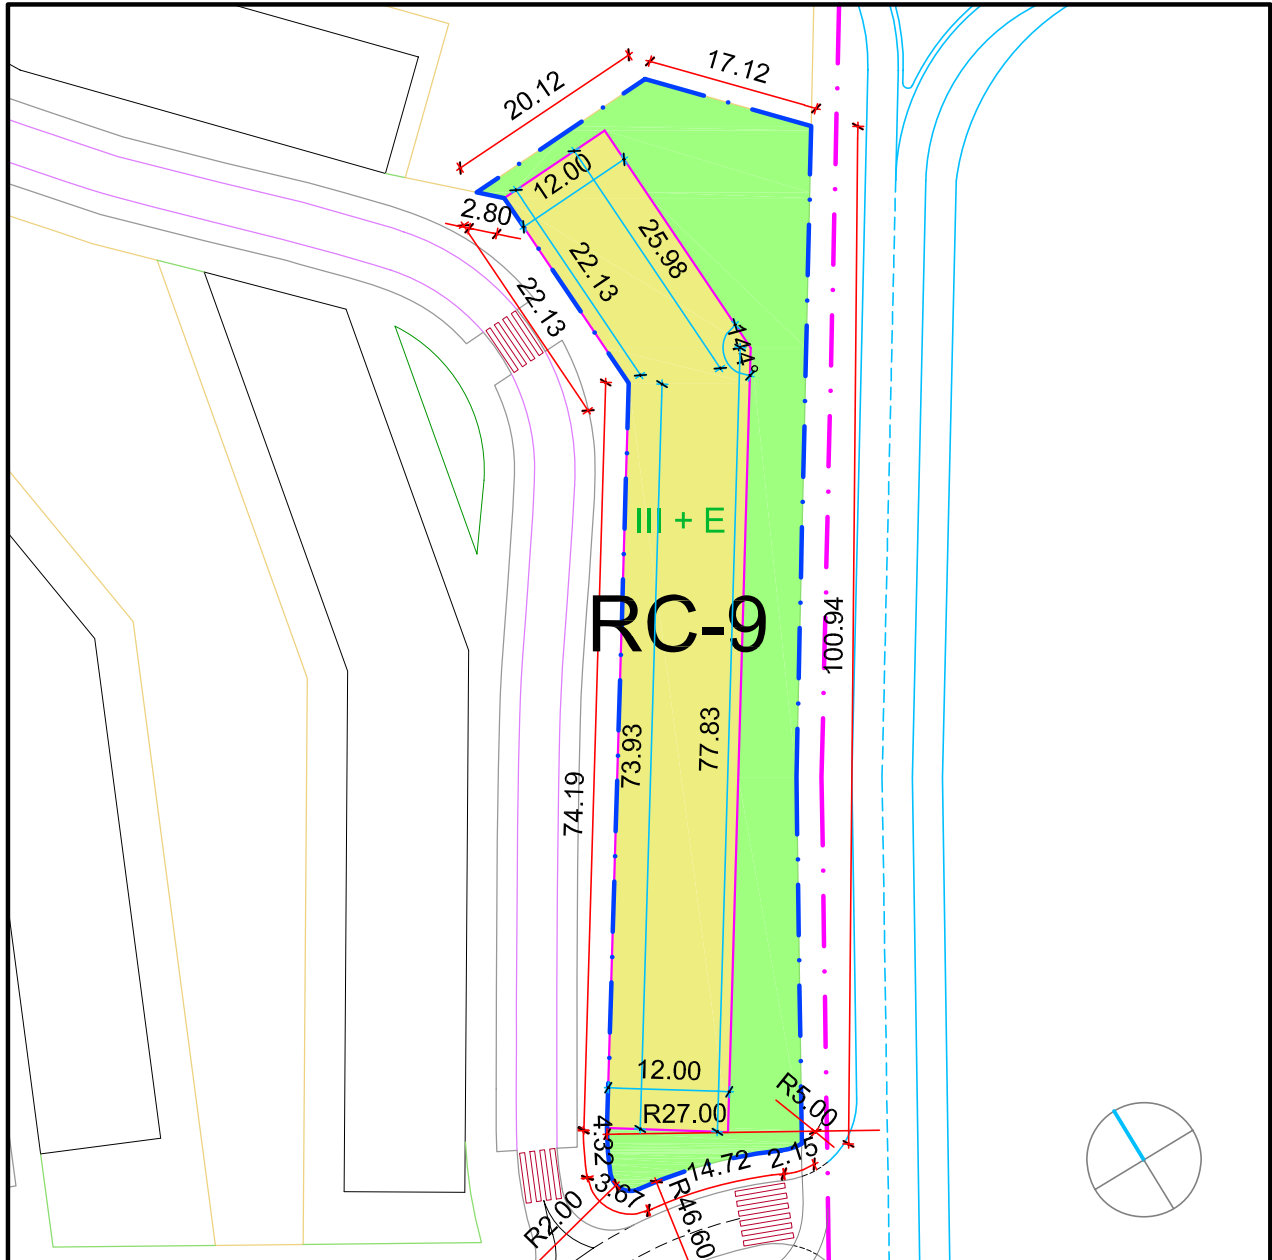 17.12
20.12
12.00
2.80
25.98
22.13
22.13
144°
III + E
RC-9
100.94
73.93
77.83
74.19
12.00
R5.00
R27.00
4.32
2.15
14.72
3.67
R2.00
R46.60